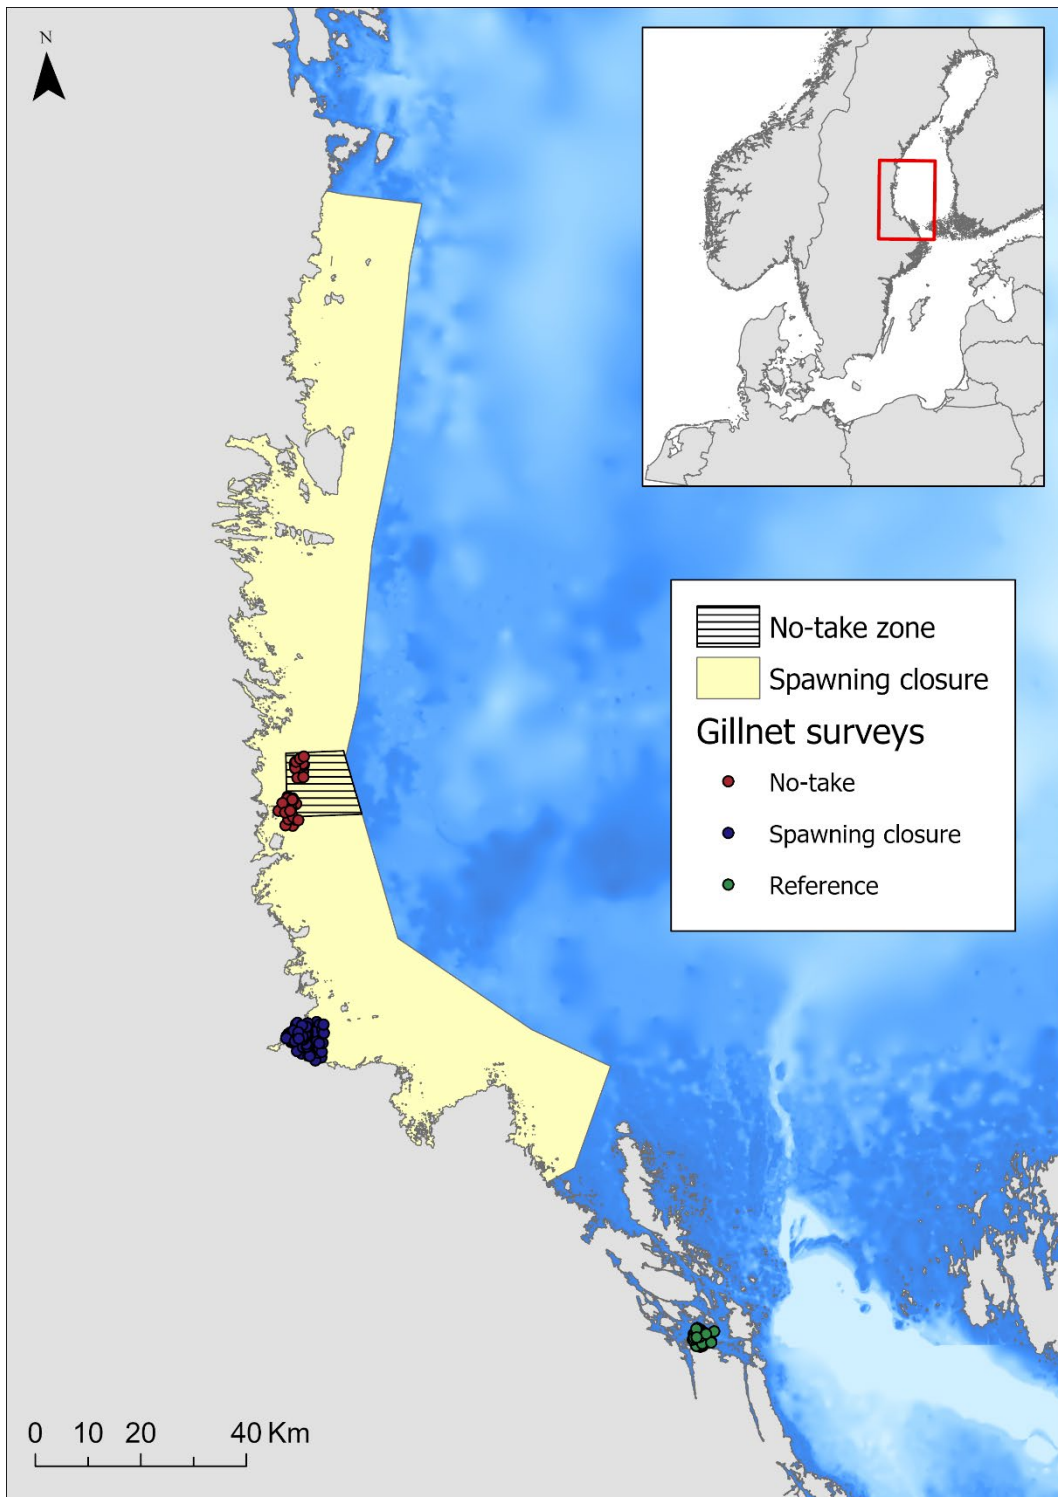 N
No-take zone
Spawning closure
Gillnet surveys
No-take
Spawning closure
Reference
0 10 20 40 Km